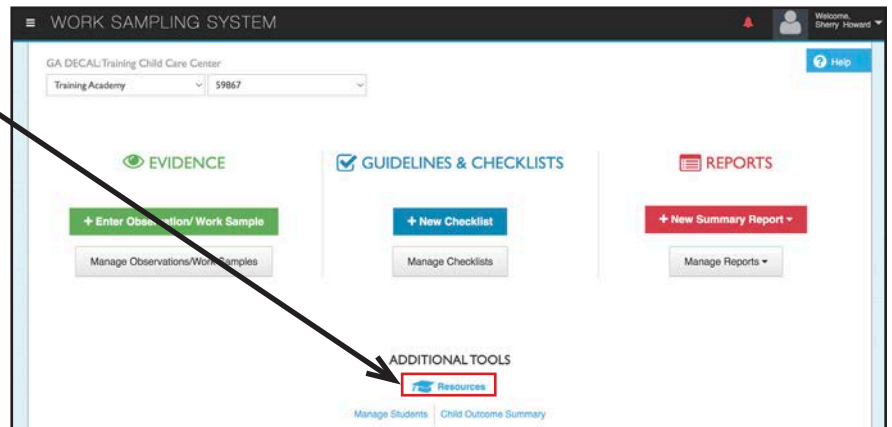 ≡ WORK SAMPLING SYSTEM
Welcome,
Sherry Howard
GA DECAL:Training Child Care Center
Help
Training Academy
59867
EVIDENCE
+ Enter Observation/ Work Sample
Manage Observations/Work Samples
GUIDELINES & CHECKLISTS
+ New Checklist
Manage Checklists
REPORTS
+ New Summary Report
Manage Reports
ADDITIONAL TOOLS
Resources
Manage Students | Child Outcome Summary